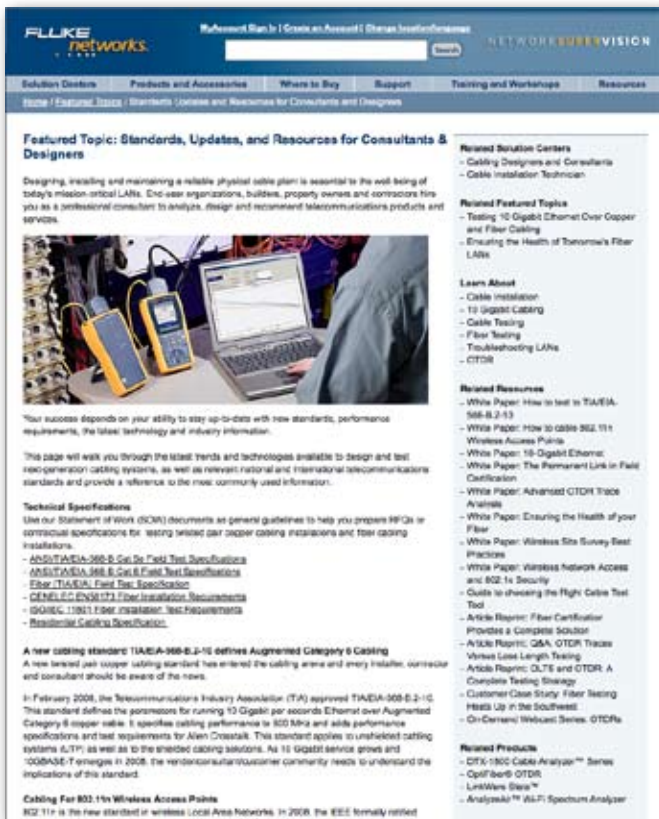 FLUKE
networks.
MyAccount Sign In | Create an Account | Change location/language
Search
NETWORKSUPERVISION
Solution Centers
Products and Accessories
Where to Buy
Support
Training and Workshops
Resources
Home / Featured Topics / Standards Updates and Resources for Consultants and Designers
Featured Topic: Standards, Updates, and Resources for Consultants &
Designers
Designing, installing and maintaining a reliable physical cable plant is essential to the well-being of
today's mission-critical LANs. End-user organizations, builders, property owners and contractors hire
you as a professional consultant to analyze, design and recommend telecommunications products and
services.
Your success depends on your ability to stay up-to-date with new standards, performance
requirements, the latest technology and industry information.
This page will walk you through the latest trends and technologies available to design and test
next-generation cabling systems, as well as relevant national and international telecommunications
standards and provide a reference to the most commonly used information.
Technical Specifications
Use our Statement of Work (SOW) documents as general guidelines to help you prepare RFQs or
contractual specifications for testing twisted pair copper cabling installations and fiber cabling
installations.
- ANSI/TIA/EIA-568-B Cat 5e Field Test Specifications
- ANSI/TIA/EIA 568-B Cat 6 Field Test Specifications
- Fiber (TIA/EIA) Field Test Specification
- CENELEC EN50173 Fiber Installation Requirements
- ISO/IEC 11801 Fiber Installation Test Requirements
- Residential Cabling Specification
A new cabling standard TIA/EIA-568-B.2-10 defines Augmented Category 6 Cabling
A new twisted pair copper cabling standard has entered the cabling arena and every installer, contractor
and consultant should be aware of the news.
In February 2008, the Telecommunications Industry Association (TIA) approved TIA/EIA-568-B.2-10.
This standard defines the parameters for running 10 Gigabit per seconds Ethernet over Augmented
Category 6 copper cable. It specifies cabling performance to 500 MHz and adds performance
specifications and test requirements for Alien Crosstalk. This standard applies to unshielded cabling
systems (UTP) as well as to the shielded cabling solutions. As 10 Gigabit service grows and
10GBASE-T emerges in 2008, the vendor/consultant/customer community needs to understand the
implications of this standard.
Cabling For 802.11n Wireless Access Points
802.11n is the new standard in wireless Local Area Networks. In 2008, the IEEE formally ratified
Related Solution Centers
- Cabling Designers and Consultants
- Cable Installation Technician
Related Featured Topics
- Testing 10 Gigabit Ethernet Over Copper
and Fiber Cabling
- Ensuring the Health of Tomorrow's Fiber
LANs
Learn About
- Cable Installation
- 10 Gigabit Cabling
- Cable Testing
- Fiber Testing
- Troubleshooting LANs
- OTDR
Related Resources
- White Paper: How to test to TIA/EIA-
568-B.2-10
- White Paper: How to cable 802.11n
Wireless Access Points
- White Paper: 10-Gigabit Ethernet
- White Paper: The Permanent Link in Field
Certification
- White Paper: Advanced OTDR Trace
Analysis
- White Paper: Ensuring the Health of your
Fiber
- White Paper: Wireless Site Survey Best
Practices
- White Paper: Wireless Network Access
and 802.1x Security
- Guide to choosing the Right Cable Test
Tool
- Article Reprint: Fiber Certification
Provides a Complete Solution
- Article Reprint: Q&A: OTDR Traces
Versus Loss Length Testing
- Article Reprint: OLTS and OTDR: A
Complete Testing Strategy
- Customer Case Study: Fiber Testing
Heats Up in the Southwest
- On-Demand Webcast Series: OTDRs
Related Products
- DTX-1800 Cable Analyzer™ Series
- OptiFiber® OTDR
- LinkWare Stats™
- AnalyzeAir™ Wi-Fi Spectrum Analyzer